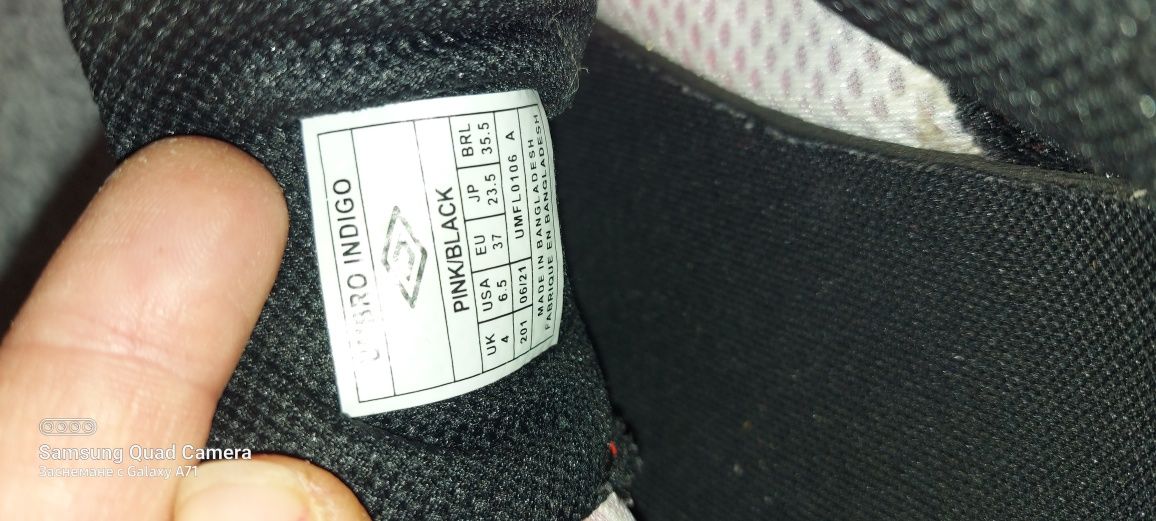 UMBRO INDIGO
PINK/BLACK
UK USA EU JP BRL
4 6.5 37 23.5 35.5
201 06/21 UMFL0106 A
MADE IN BANGLADESH
FABRIQUE EN BANGLADESH
Samsung Quad Camera
Заснемане с Galaxy A71